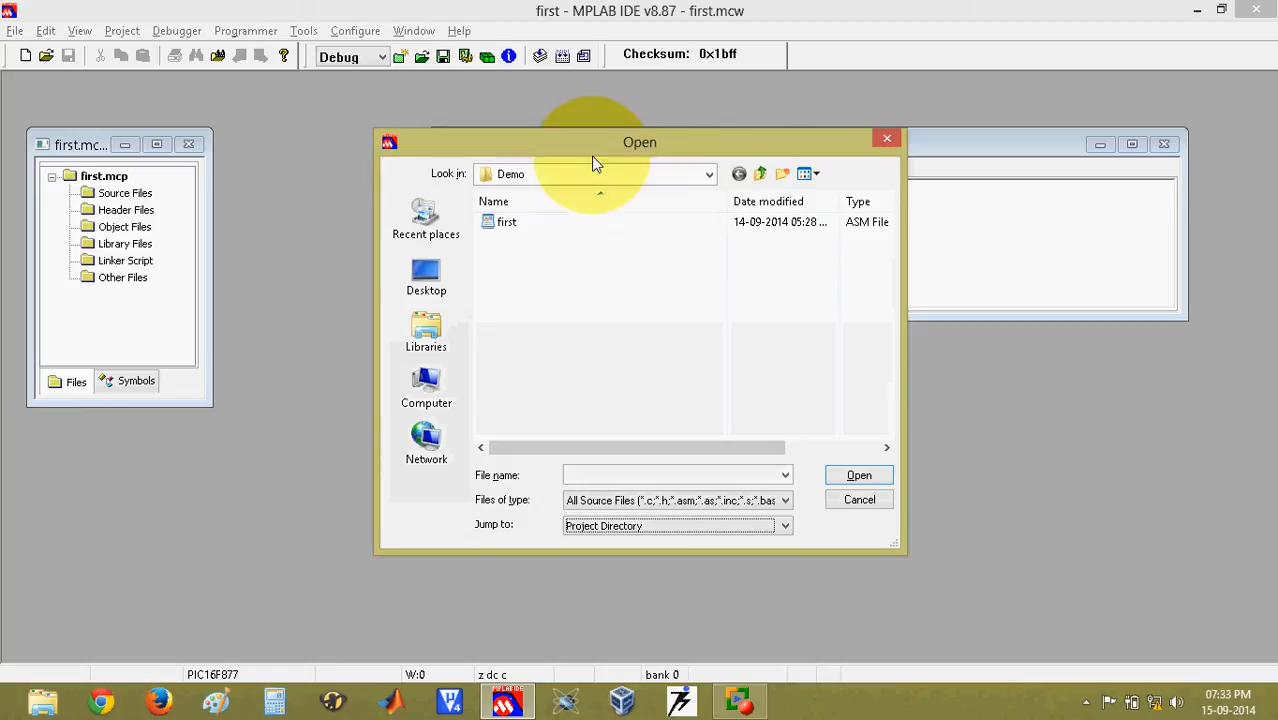 first - MPLAB IDE v8.87 - first.mcw
File Edit View Project Debugger Programmer Tools Configure Window Help
Debug Checksum: 0x1bff
first.mc...
first.mcp
Source Files
Header Files
Object Files
Library Files
Linker Script
Other Files
Files Symbols
Open
Look in: Demo
Name Date modified Type
first 14-09-2014 05:28 ... ASM File
Recent places
Desktop
Libraries
Computer
Network
File name: Open
Files of type: All Source Files (*.c;*.h;*.asm;*.as;*.inc;*.s;*.bas Cancel
Jump to: Project Directory
PIC16F877 W:0 z dc c bank 0
MPLAB IDE
07:33 PM
15-09-2014